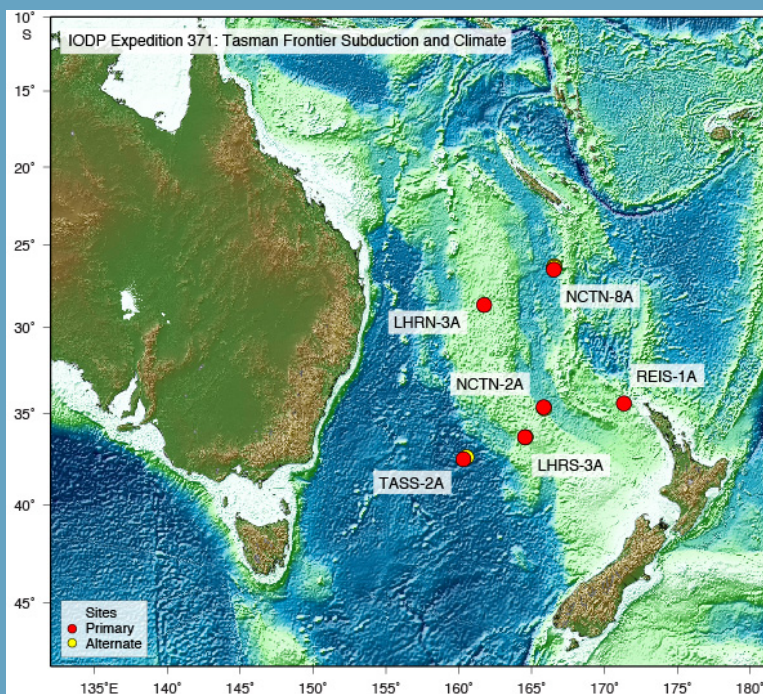 10°
S
IODP Expedition 371: Tasman Frontier Subduction and Climate
15°
20°
25°
NCTN-8A
LHRN-3A
30°
NCTN-2A
REIS-1A
35°
LHRS-3A
TASS-2A
40°
45°
Sites
Primary
Alternate
135°E 140° 145° 150° 155° 160° 165° 170° 175° 180°